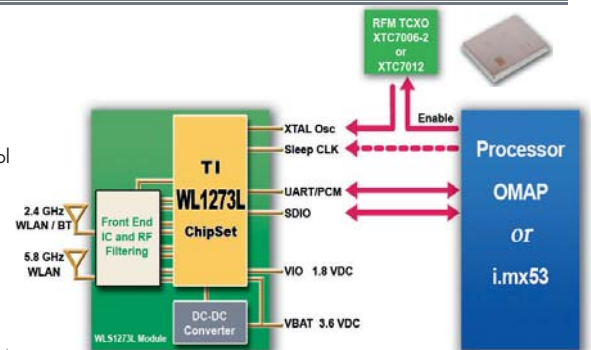 RFM TCXO
XTC7006-2
or
XTC7012
Enable
XTAL Osc
Sleep CLK
UART/PCM
SDIO
VIO 1.8 VDC
VBAT 3.6 VDC
Processor
OMAP
or
i.mx53
TI
WL1273L
ChipSet
Front End
IC and RF
Filtering
2.4 GHz
WLAN / BT
5.8 GHz
WLAN
DC-DC
Converter
WLS1273L Module
ol